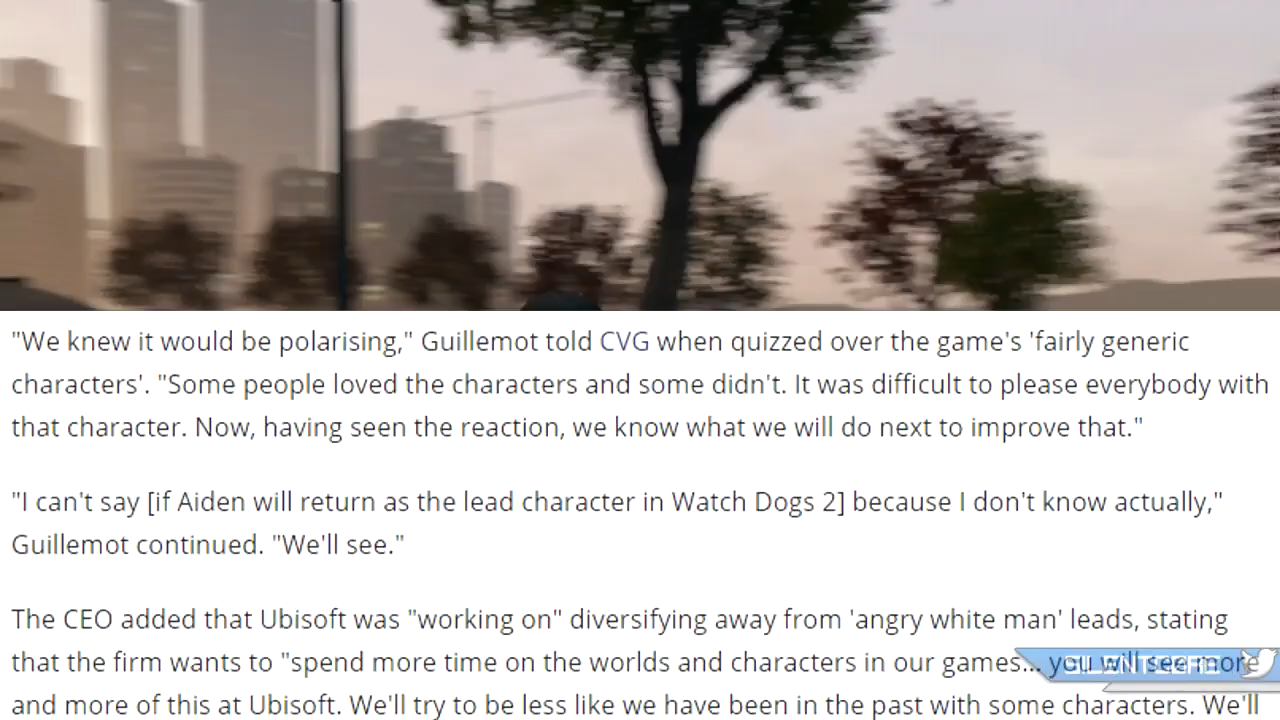 "We knew it would be polarising," Guillemot told CVG when quizzed over the game's 'fairly generic
characters'. "Some people loved the characters and some didn't. It was difficult to please everybody with
that character. Now, having seen the reaction, we know what we will do next to improve that."
"I can't say [if Aiden will return as the lead character in Watch Dogs 2] because I don't know actually,"
Guillemot continued. "We'll see."
The CEO added that Ubisoft was "working on" diversifying away from 'angry white man' leads, stating
that the firm wants to "spend more time on the worlds and characters in our games... you will see more
and more of this at Ubisoft. We'll try to be less like we have been in the past with some characters. We'll